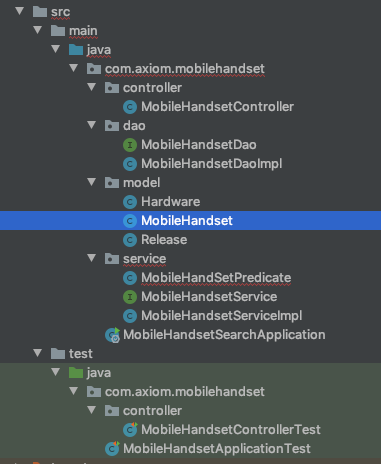 src
main
java
com.axiom.mobilehandset
controller
MobileHandsetController
dao
MobileHandsetDao
MobileHandsetDaoImpl
model
Hardware
MobileHandset
Release
service
MobileHandSetPredicate
MobileHandsetService
MobileHandsetServiceImpl
MobileHandsetSearchApplication
test
java
com.axiom.mobilehandset
controller
MobileHandsetControllerTest
MobileHandsetApplicationTest